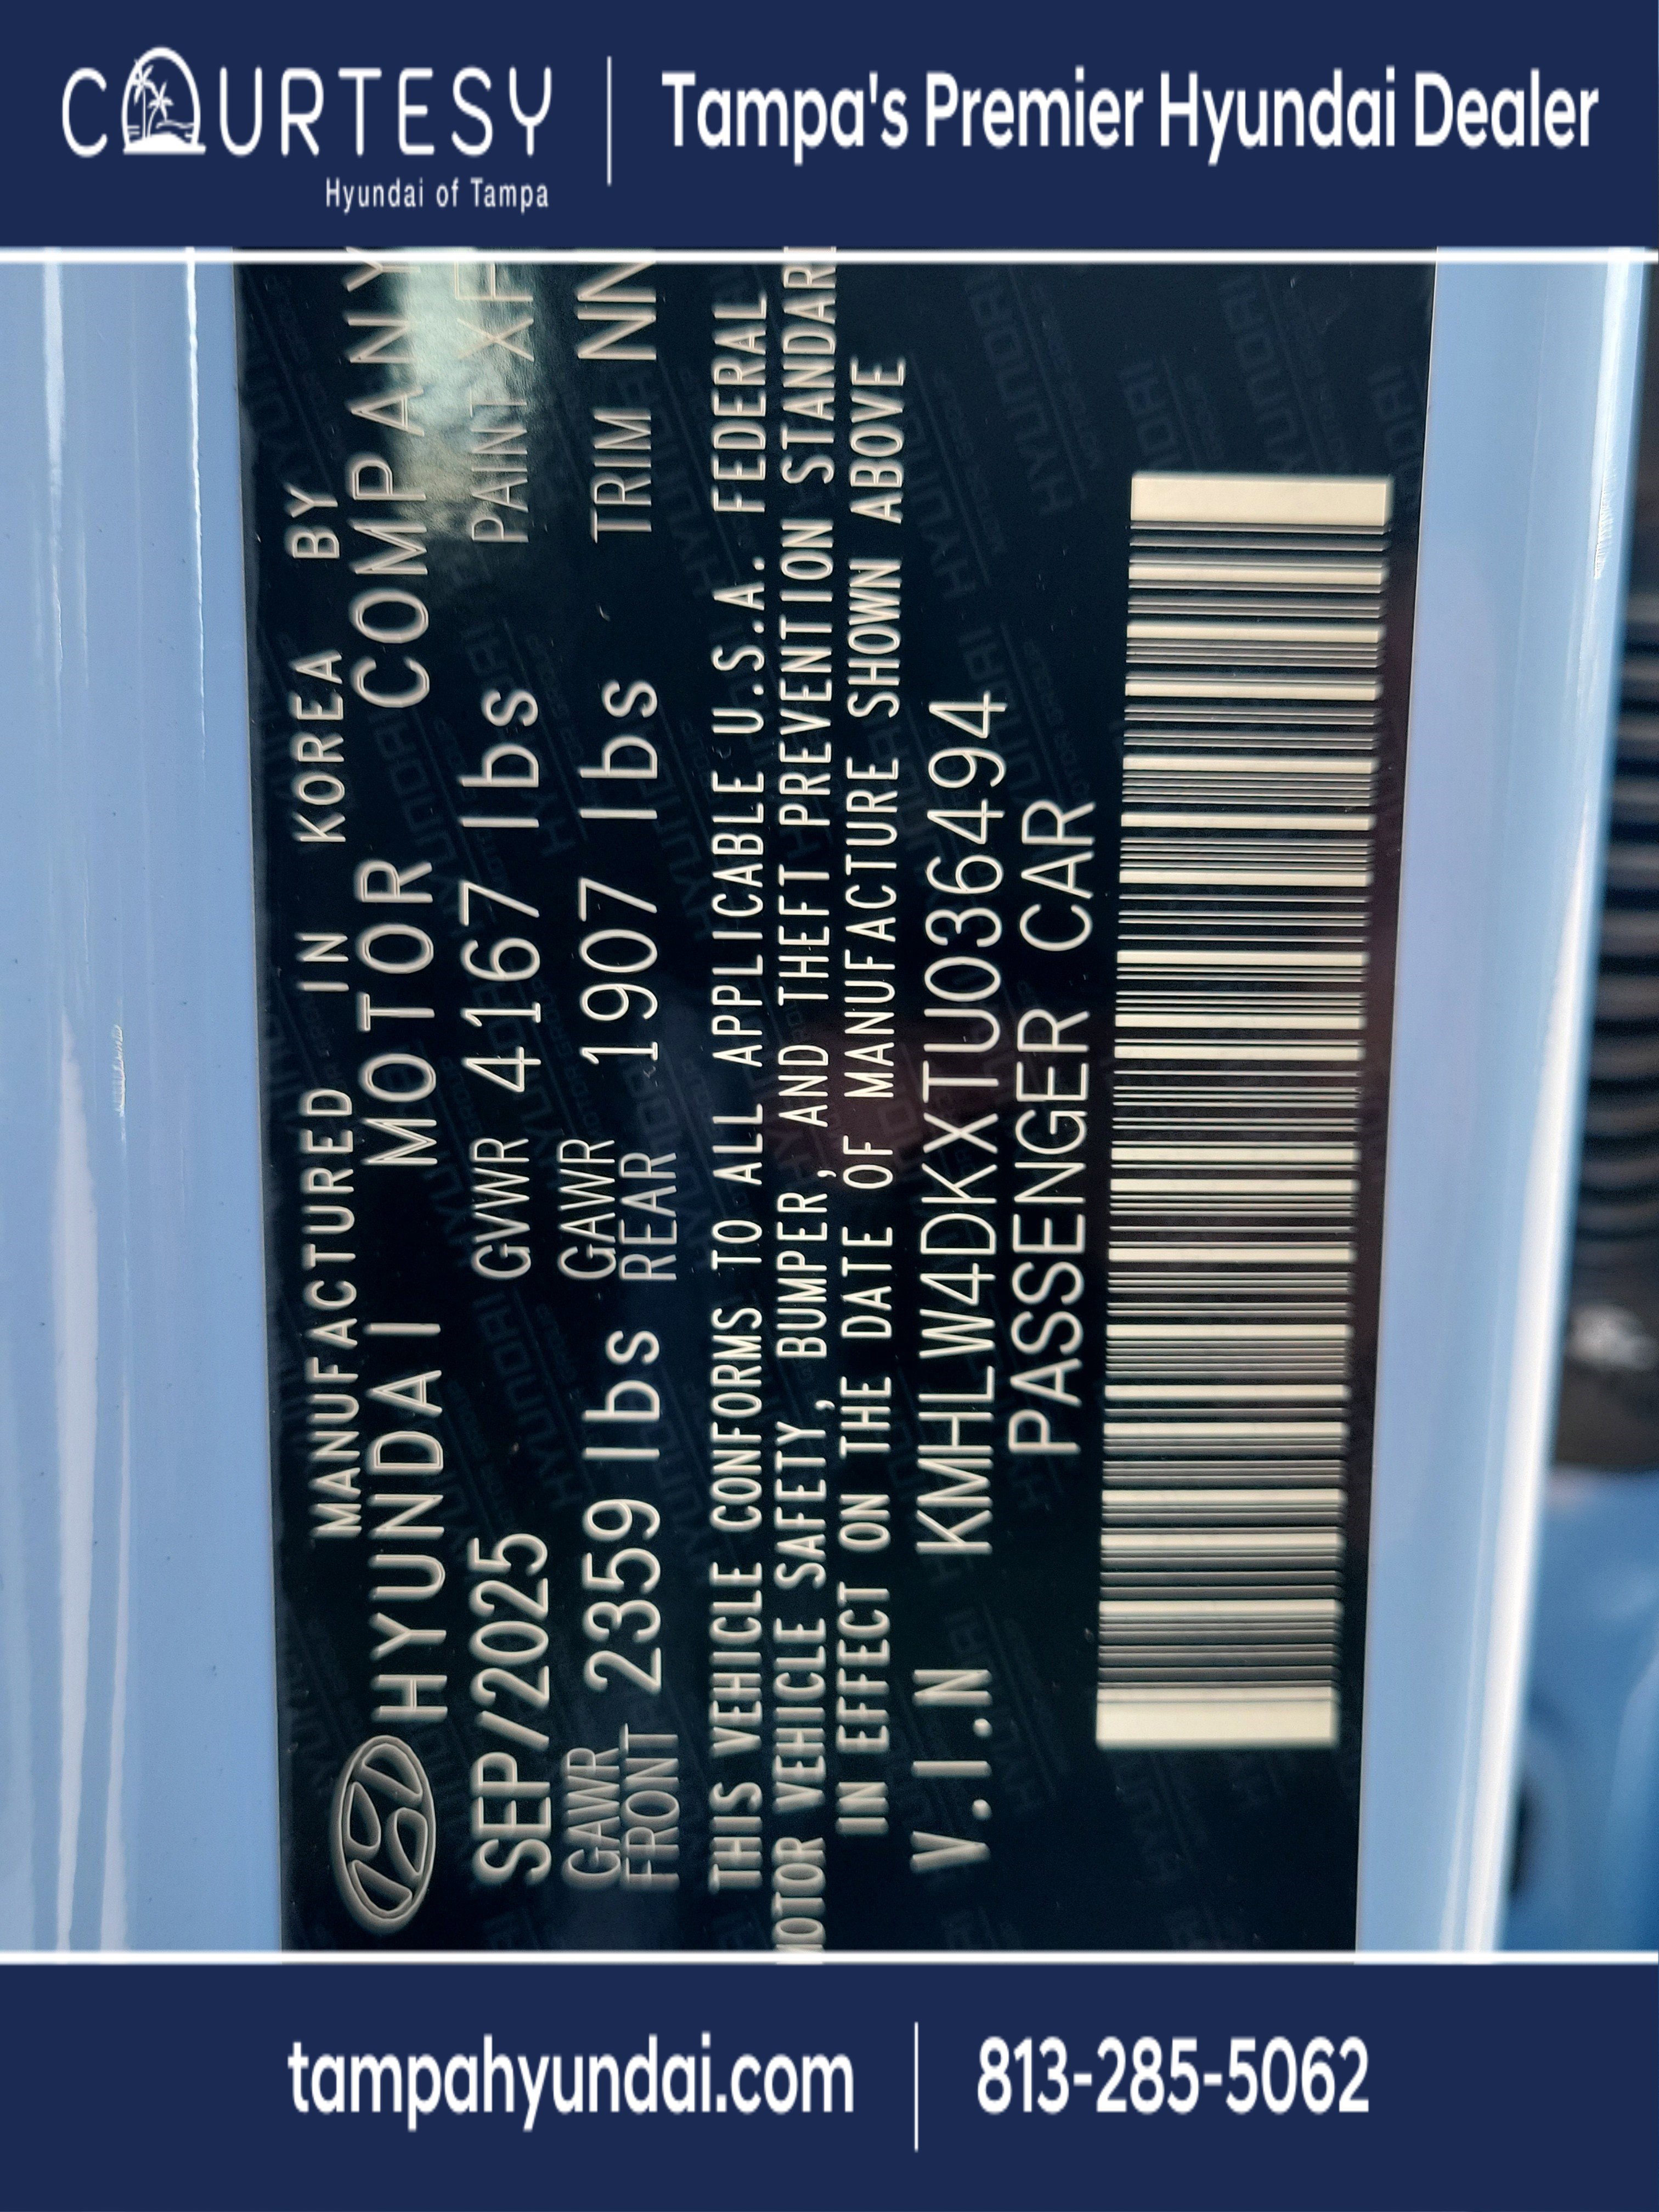 COURTESY
Hyundai of Tampa
Tampa's Premier Hyundai Dealer
MANUFACTURED IN KOREA BY
HYUNDAI MOTOR COMPANY
SEP/2025 GVWR 4167 lbs PAINT XF
GAWR FRONT 2359 lbs GAWR REAR 1907 lbs TRIM NN
THIS VEHICLE CONFORMS TO ALL APPLICABLE U.S.A. FEDERAL
MOTOR VEHICLE SAFETY, BUMPER, AND THEFT PREVENTION STANDAR
IN EFFECT ON THE DATE OF MANUFACTURE SHOWN ABOVE
V.I.N KMHLW4DKXTU036494
PASSENGER CAR
tampahyundai.com
813-285-5062